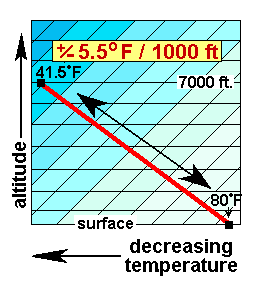 +/- 5.5°F / 1000 ft
41.5°F
7000 ft.
altitude
80°F
surface
decreasing
temperature